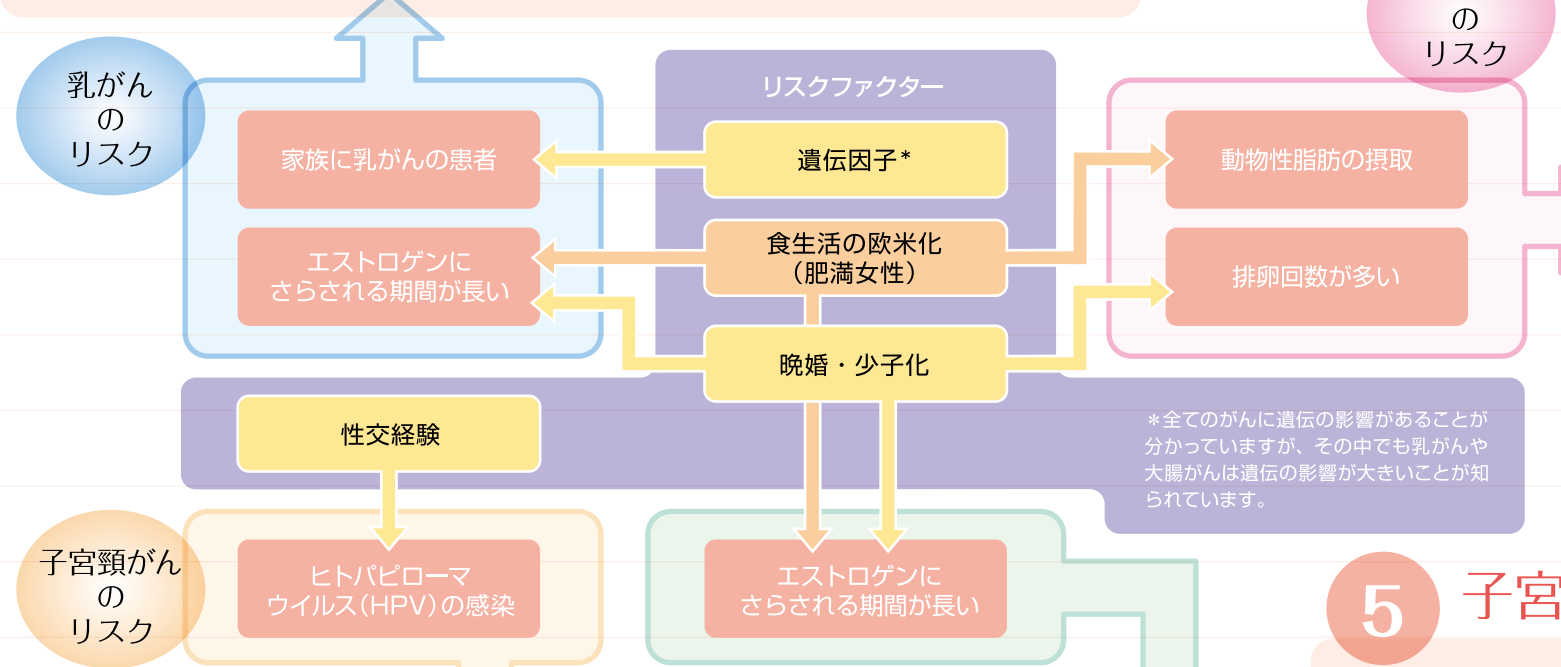 の
リスク
乳がん
の
リスク
リスクファクター
家族に乳がんの患者
遺伝因子*
動物性脂肪の摂取
エストロゲンに
さらされる期間が長い
食生活の欧米化
（肥満女性）
排卵回数が多い
晩婚・少子化
性交経験
＊全てのがんに遺伝の影響があることが
分かっていますが、その中でも乳がんや
大腸がんは遺伝の影響が大きいことが知
られています。
子宮頸がん
の
リスク
ヒトパピローマ
ウイルス（HPV）の感染
エストロゲンに
さらされる期間が長い
5 子宮